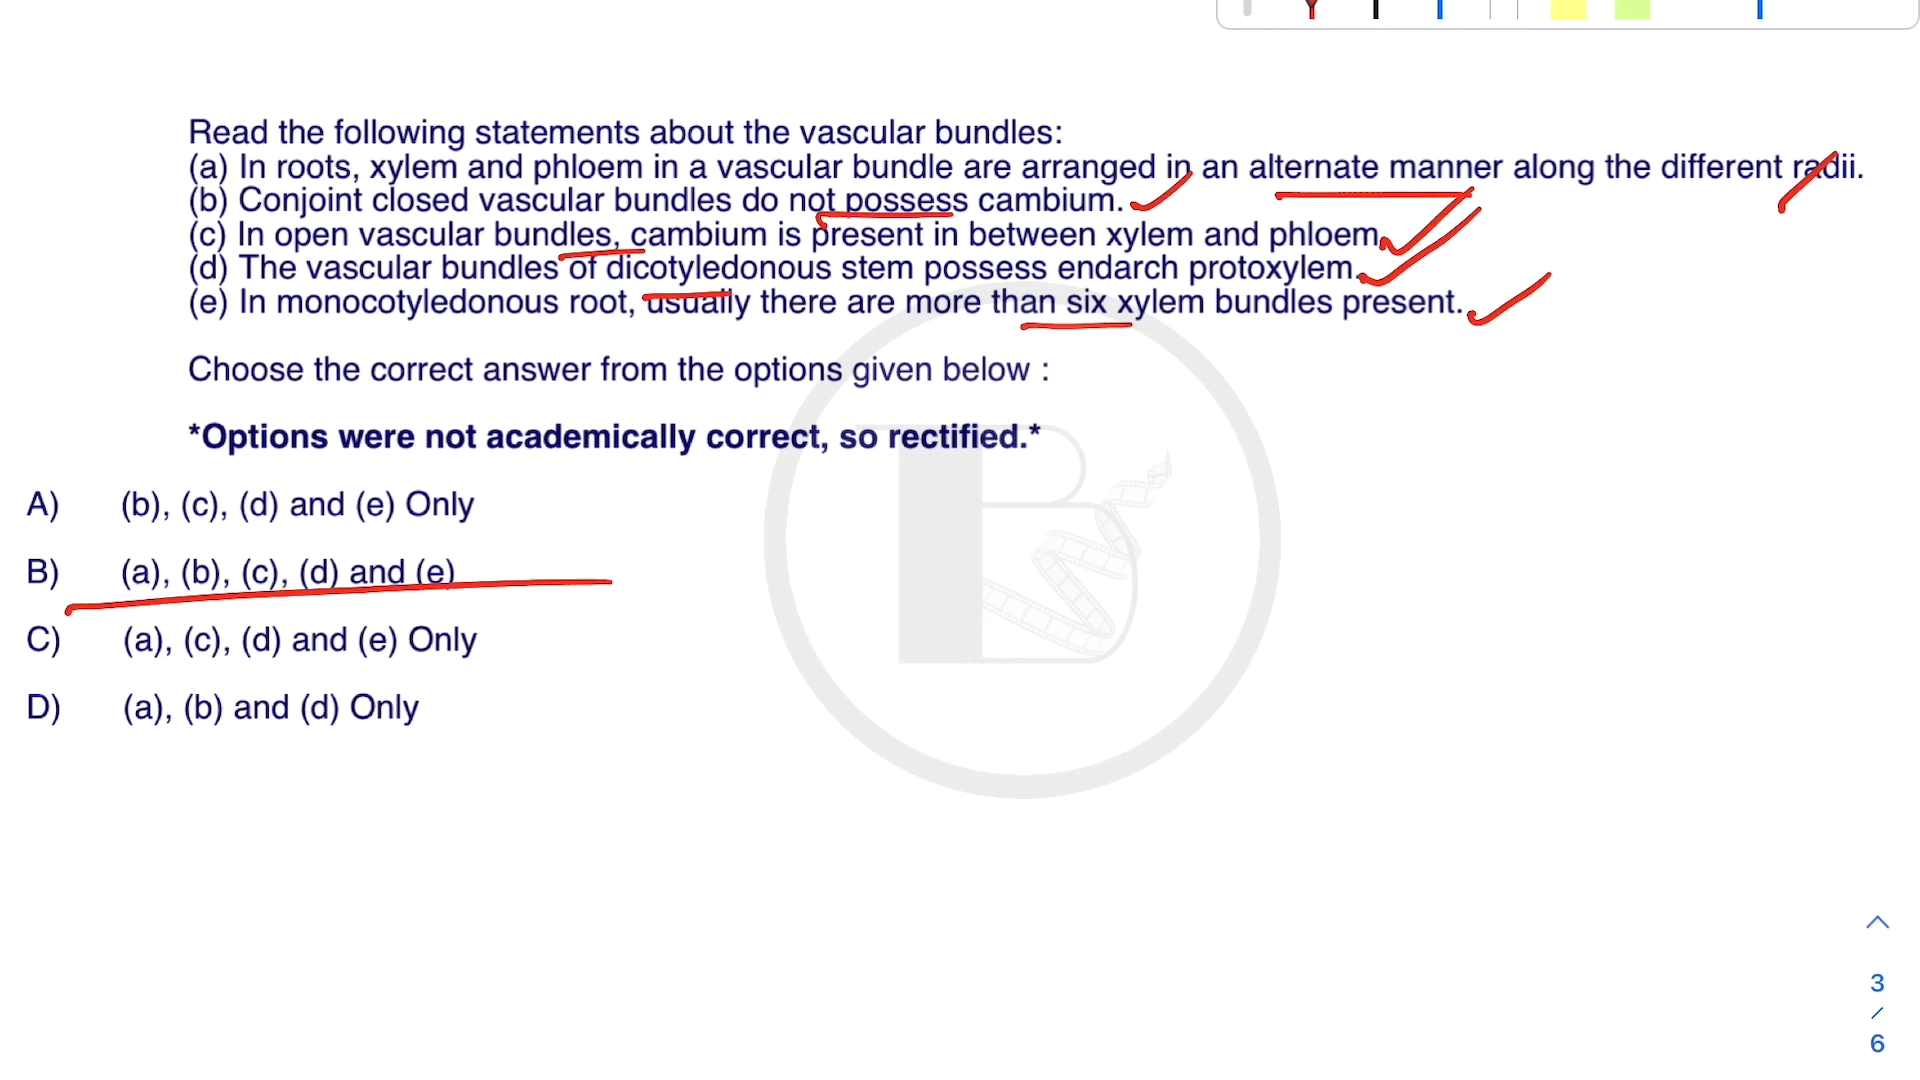 Read the following statements about the vascular bundles:
(a) In roots, xylem and phloem in a vascular bundle are arranged in an alternate manner along the different radii.
(b) Conjoint closed vascular bundles do not possess cambium.
(c) In open vascular bundles, cambium is present in between xylem and phloem.
(d) The vascular bundles of dicotyledonous stem possess endarch protoxylem.
(e) In monocotyledonous root, usually there are more than six xylem bundles present.
Choose the correct answer from the options given below :
*Options were not academically correct, so rectified.*
A) (b), (c), (d) and (e) Only
B) (a), (b), (c), (d) and (e)
C) (a), (c), (d) and (e) Only
D) (a), (b) and (d) Only
3
/
6